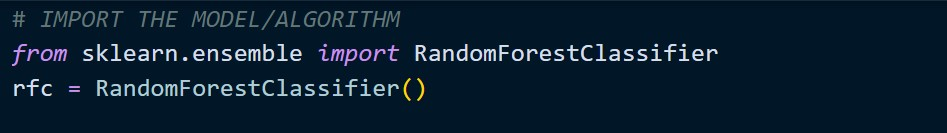 # IMPORT THE MODEL/ALGORITHM
from sklearn.ensemble import RandomForestClassifier
rfc = RandomForestClassifier()